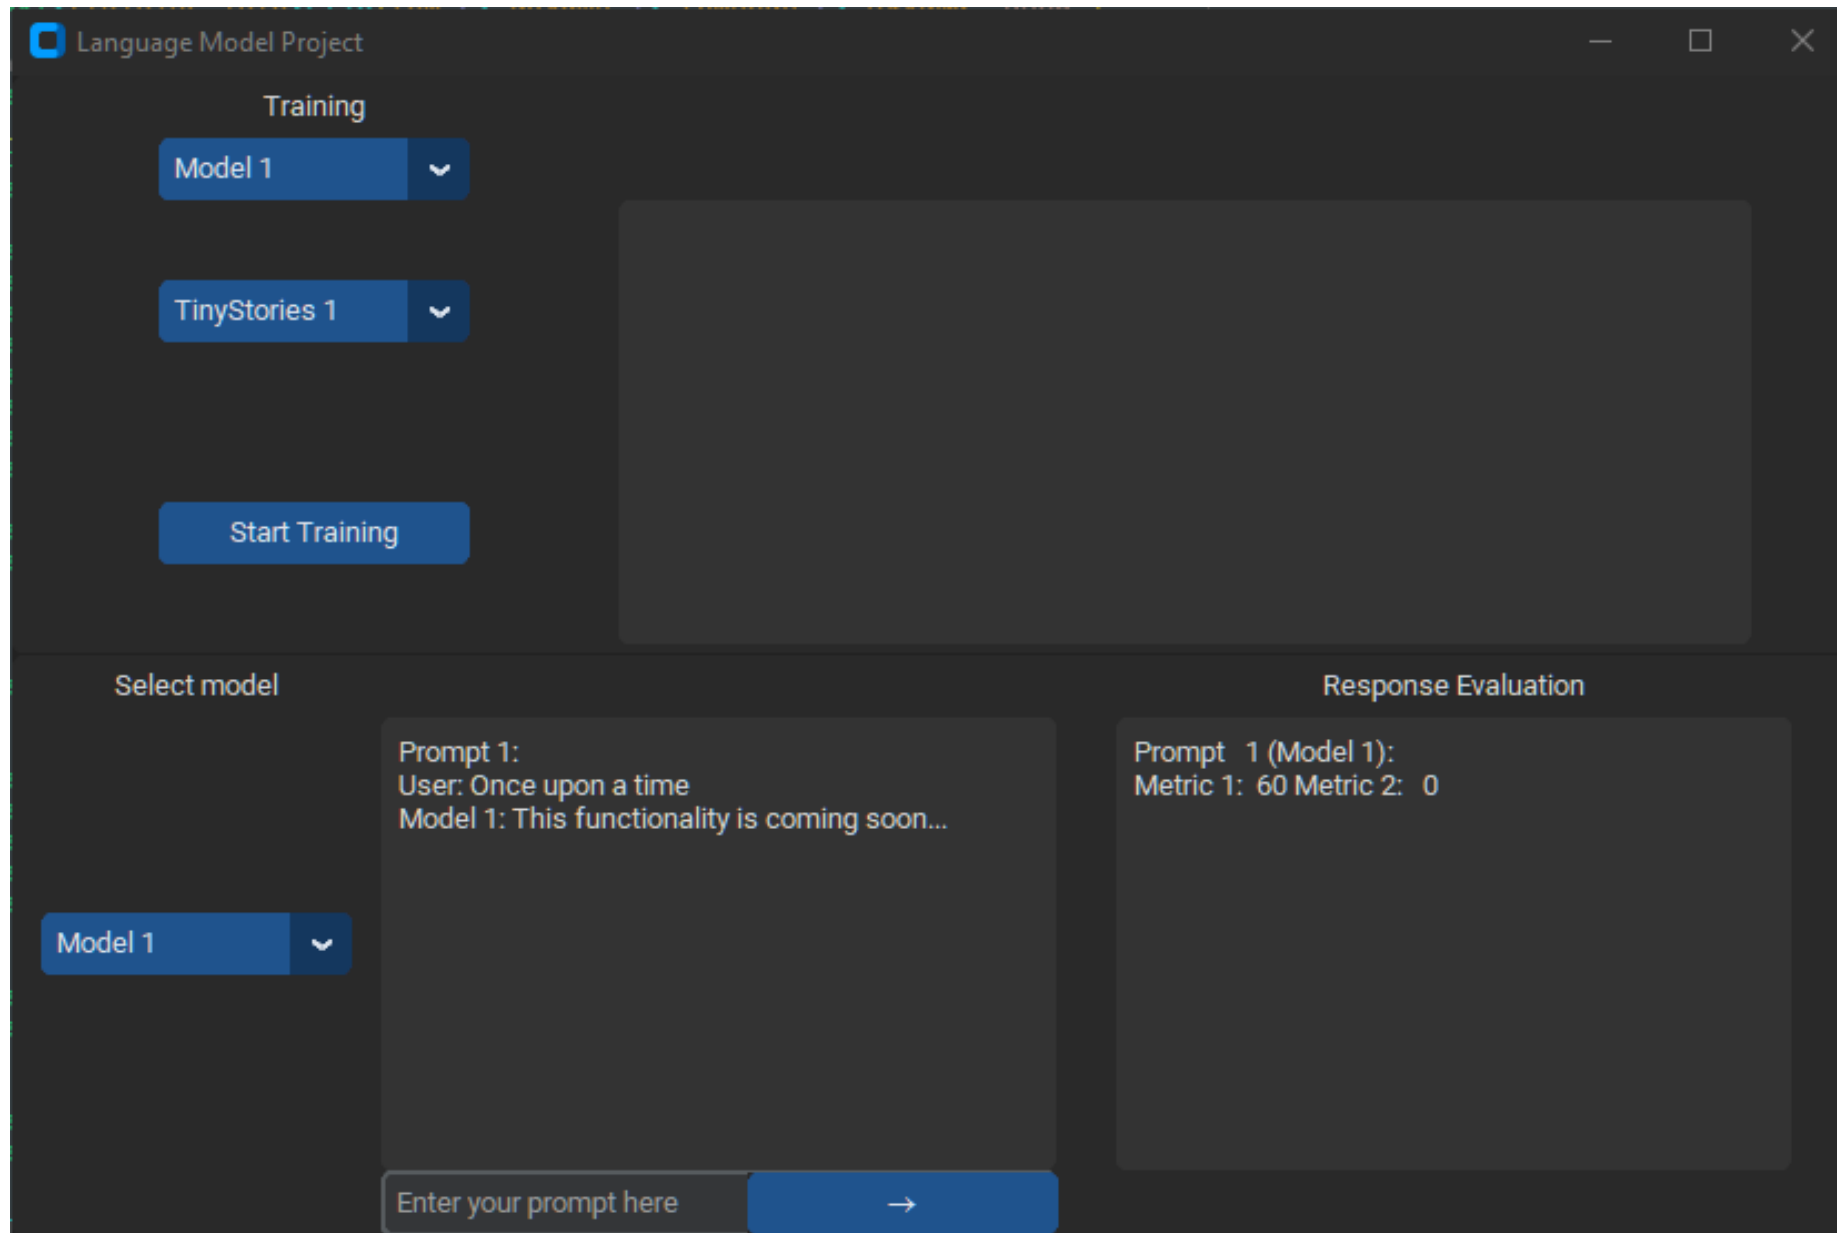 Language Model Project
Training
Model 1
TinyStories 1
Start Training
Select model
Model 1
Prompt 1:
User: Once upon a time
Model 1: This functionality is coming soon...
Enter your prompt here
→
Response Evaluation
Prompt 1 (Model 1):
Metric 1: 60 Metric 2: 0